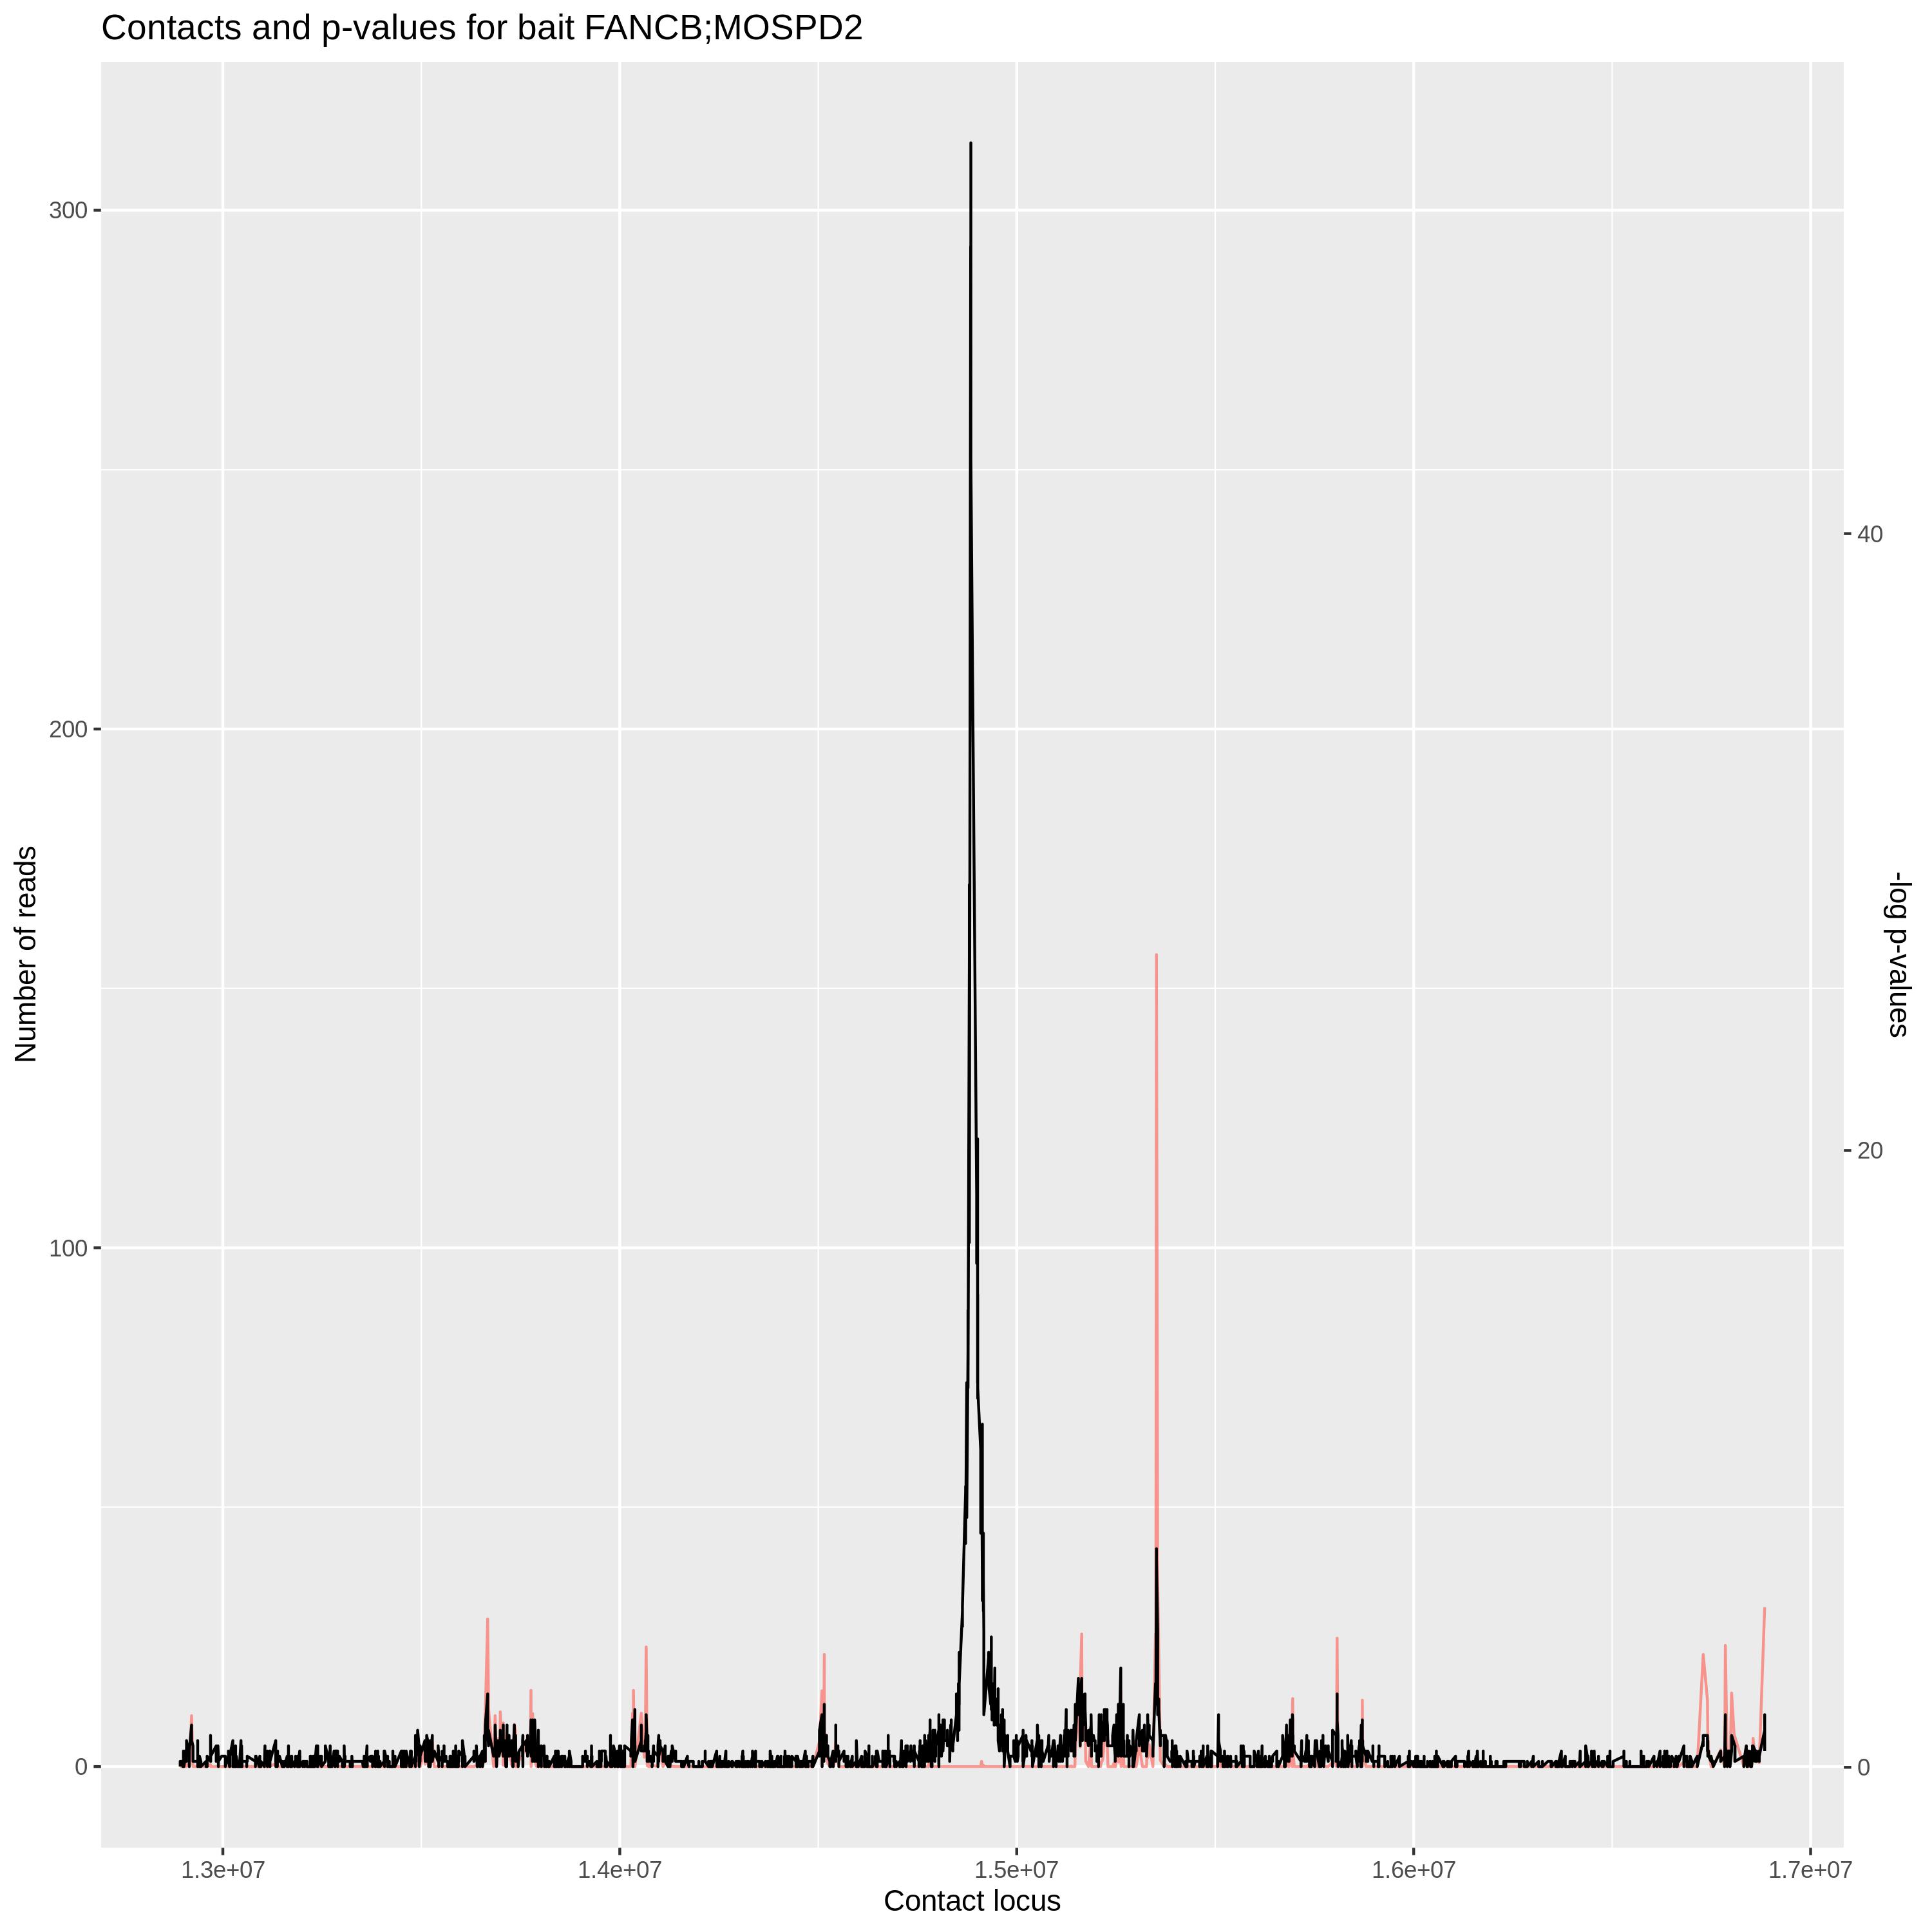 Contacts and p-values for bait FANCB;MOSPD2
300
200
100
0
Number of reads
40
20
0
-log p-values
1.3e+07
1.4e+07
1.5e+07
1.6e+07
1.7e+07
Contact locus